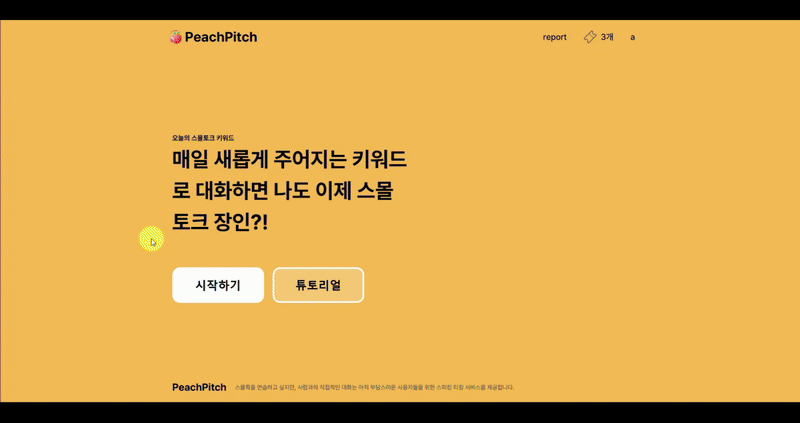 PeachPitch
report
3개
a
오늘의 스몰토크 키워드
매일 새롭게 주어지는 키워드
로 대화하면 나도 이제 스몰
토크 장인?!
시작하기
튜토리얼
PeachPitch
스몰톡을 연습하고 싶지만, 사람과의 직접적인 대화는 아직 부담스러운 사용자들을 위한 스피킹 티칭 서비스를 제공합니다.